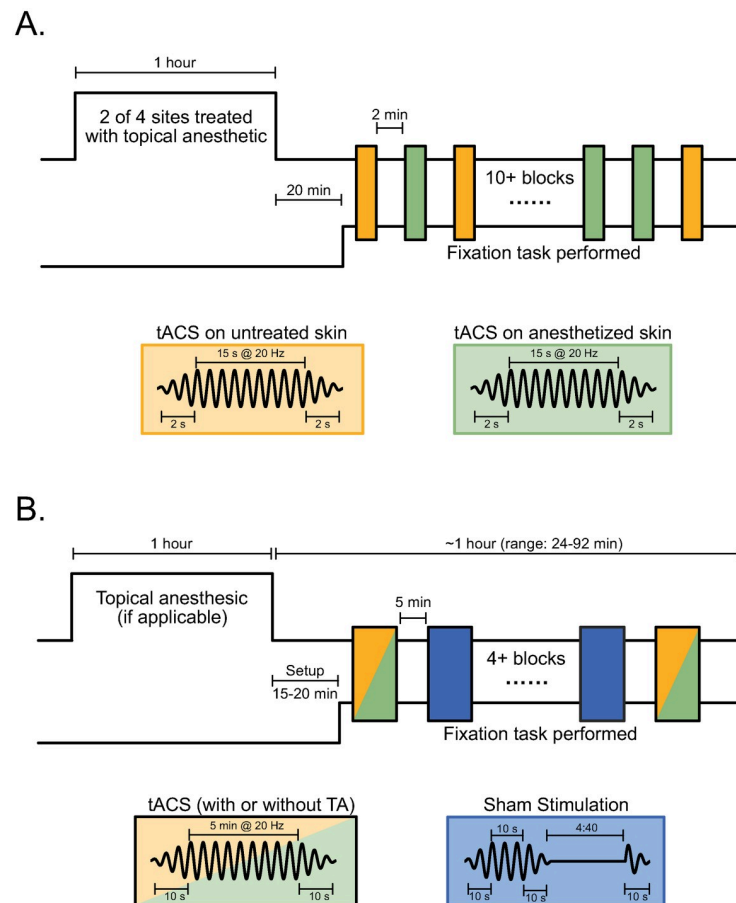 A.
1 hour
2 of 4 sites treated
with topical anesthetic
2 min
20 min
10+ blocks
......
Fixation task performed
tACS on untreated skin
15 s @ 20 Hz
2 s
2 s
tACS on anesthetized skin
15 s @ 20 Hz
2 s
2 s
B.
1 hour
~1 hour (range: 24-92 min)
Topical anesthesic
(if applicable)
5 min
Setup
15-20 min
4+ blocks
......
Fixation task performed
tACS (with or without TA)
5 min @ 20 Hz
10 s
10 s
Sham Stimulation
10 s
4:40
10 s
10 s
10 s